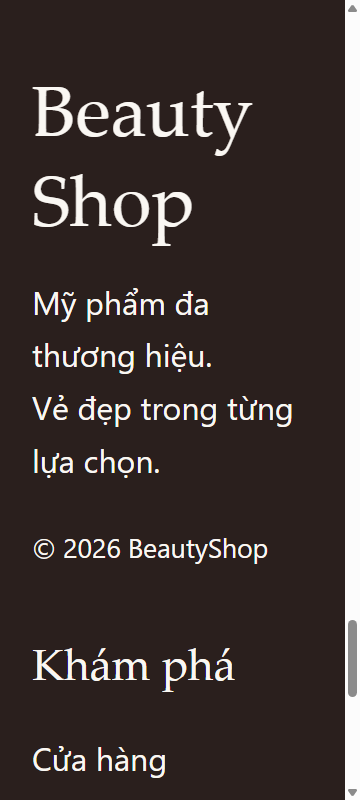 Beauty
Shop
Mỹ phẩm đa
thương hiệu.
Vẻ đẹp trong từng
lựa chọn.
© 2026 BeautyShop
Khám phá
Cửa hàng